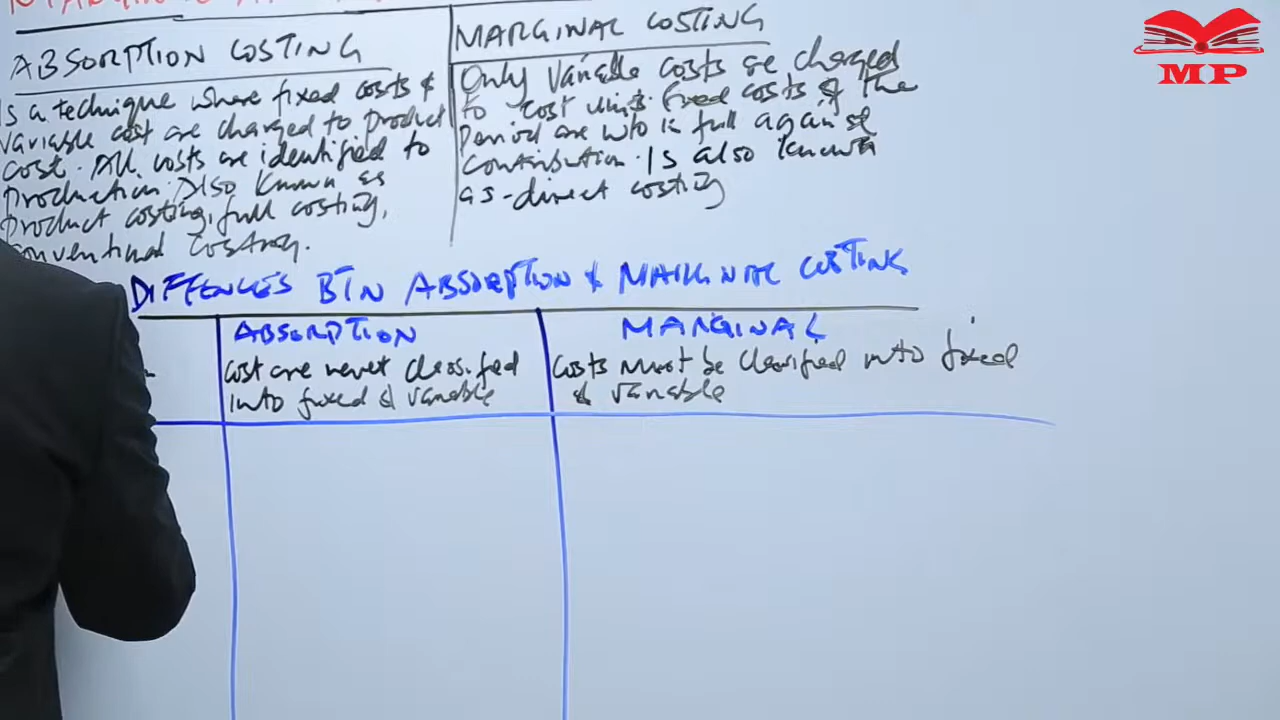 ABSORPTION COSTING
Is a technique where fixed costs &
variable cost are charged to product
cost. All costs are identified to
production. Also known as
product costing, full costing,
conventional costing.
MARGINAL COSTING
Only variable costs are charged
to cost units. fixed costs of the
period are w/o in full against
contribution. Is also known
as - direct costing
DIFFENCES BTN ABSORPTION & MARGINAL COSTING
ABSORPTION
MARGINAL
cost are never classified
into fixed & variable
costs must be classified into fixed
& variable
MP